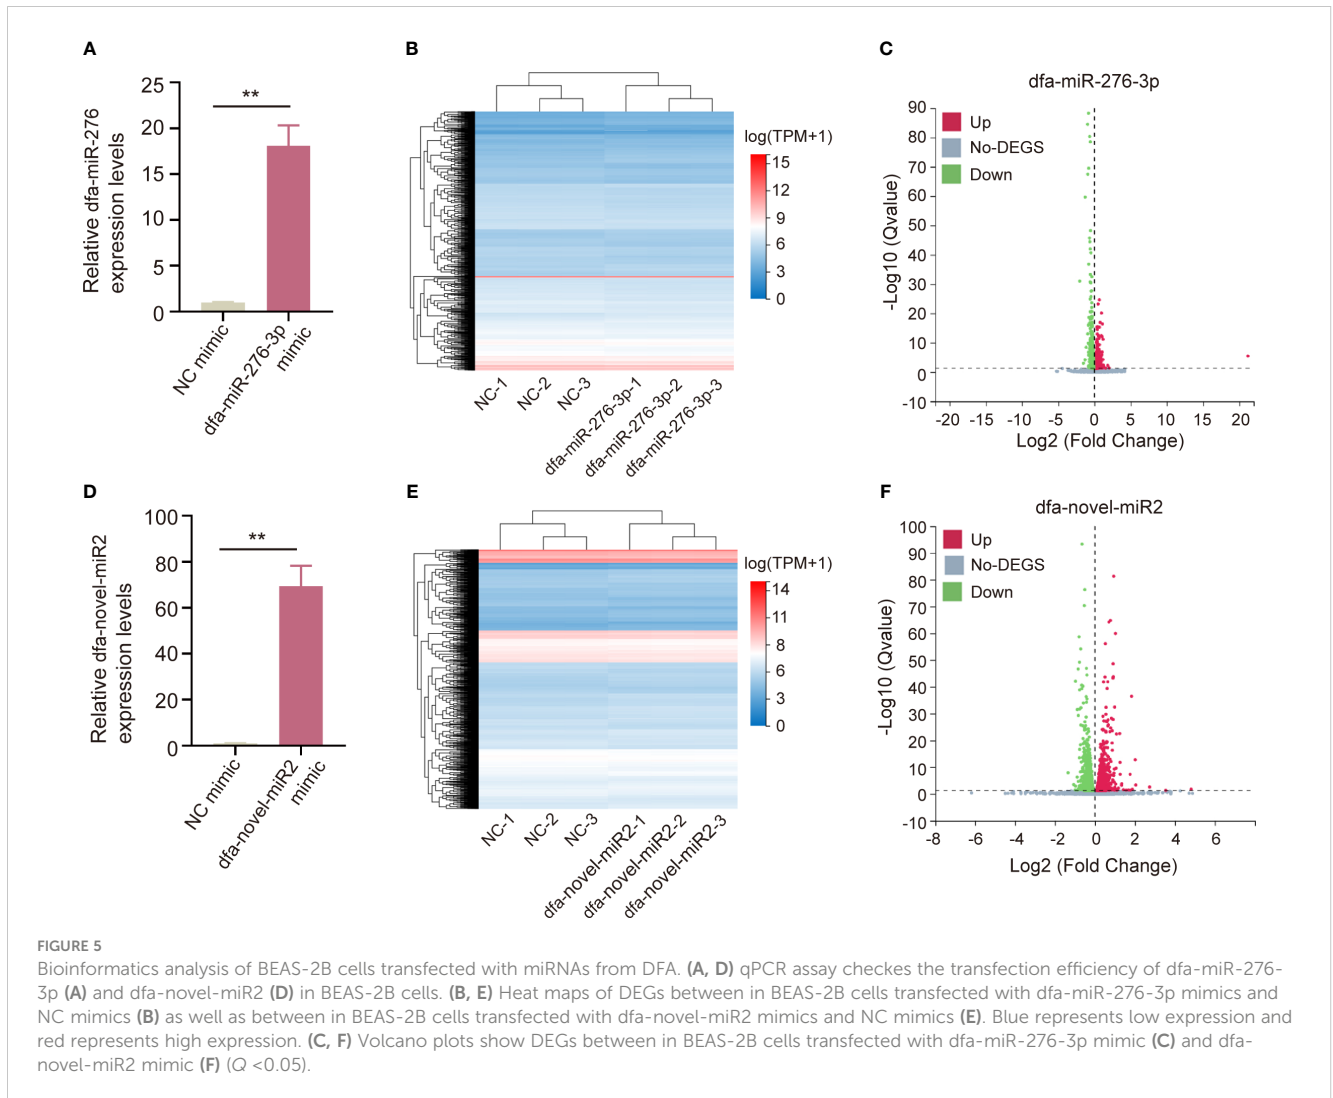 A
Relative dfa-miR-276
expression levels
25
20
15
10
5
0
**
NC mimic
dfa-miR-276-3p
mimic
B
log(TPM+1)
15
12
9
6
3
0
NC-1
NC-2
NC-3
dfa-miR-276-3p-1
dfa-miR-276-3p-2
dfa-miR-276-3p-3
C
dfa-miR-276-3p
Up
No-DEGS
Down
-Log10 (Qvalue)
90
80
70
60
50
40
30
20
10
0
-10
-20 -15 -10 -5 0 5 10 15 20
Log2 (Fold Change)
D
Relative dfa-novel-miR2
expression levels
100
80
60
40
20
0
**
NC mimic
dfa-novel-miR2
mimic
E
log(TPM+1)
14
11
8
6
3
0
NC-1
NC-2
NC-3
dfa-novel-miR2-1
dfa-novel-miR2-2
dfa-novel-miR2-3
F
dfa-novel-miR2
Up
No-DEGS
Down
-Log10 (Qvalue)
100
90
80
70
60
50
40
30
20
10
0
-10
-8 -6 -4 -2 0 2 4 6
Log2 (Fold Change)
FIGURE 5
Bioinformatics analysis of BEAS-2B cells transfected with miRNAs from DFA. (A, D) qPCR assay checkes the transfection efficiency of dfa-miR-276-
3p (A) and dfa-novel-miR2 (D) in BEAS-2B cells. (B, E) Heat maps of DEGs between in BEAS-2B cells transfected with dfa-miR-276-3p mimics and
NC mimics (B) as well as between in BEAS-2B cells transfected with dfa-novel-miR2 mimics and NC mimics (E). Blue represents low expression and
red represents high expression. (C, F) Volcano plots show DEGs between in BEAS-2B cells transfected with dfa-miR-276-3p mimic (C) and dfa-
novel-miR2 mimic (F) (Q <0.05).